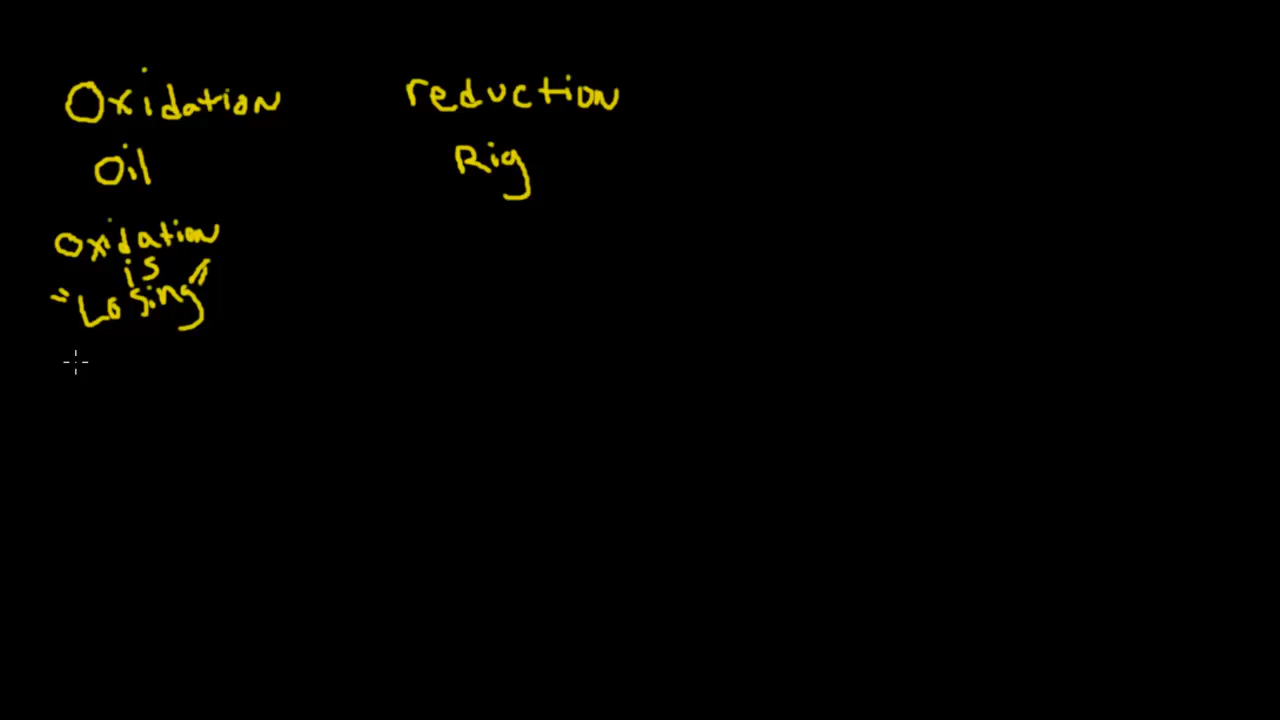 Oxidation reduction
Oil Rig
Oxidation
is
"Losing"